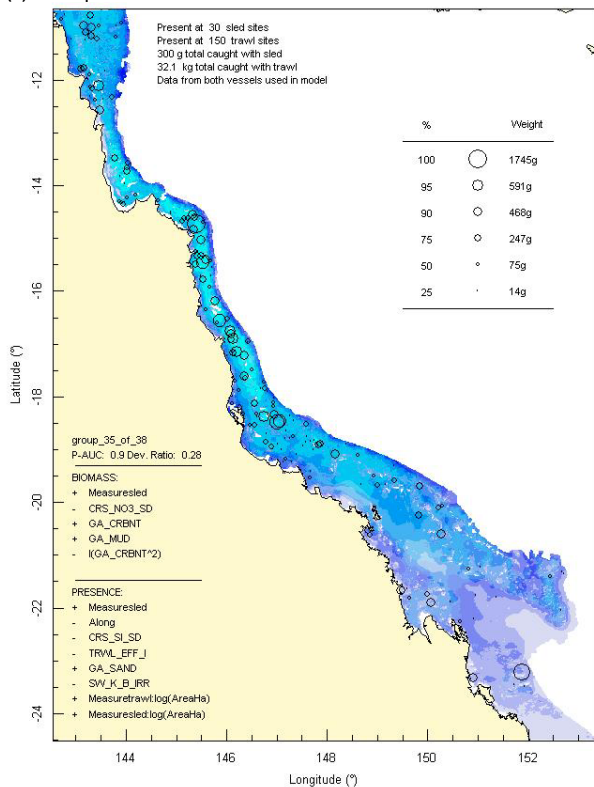 Present at 30 sled sites
Present at 150 trawl sites
300 g total caught with sled
32.1 kg total caught with trawl
Data from both vessels used in model
% Weight
100 1745g
95 591g
90 468g
75 247g
50 75g
25 14g
-12
-14
-16
-18
-20
-22
-24
Latitude (°)
group_35_of_38
P-AUC: 0.9 Dev. Ratio: 0.28
BIOMASS:
+ Measuresled
- CRS_NO3_SD
+ GA_CRBNT
+ GA_MUD
- I(GA_CRBNT^2)
PRESENCE:
+ Measuresled
- Along
- CRS_SI_SD
- TRWL_EFF_I
+ GA_SAND
- SW_K_B_IRR
+ Measuretrawl:log(AreaHa)
+ Measuresled:log(AreaHa)
144 146 148 150 152
Longitude (°)